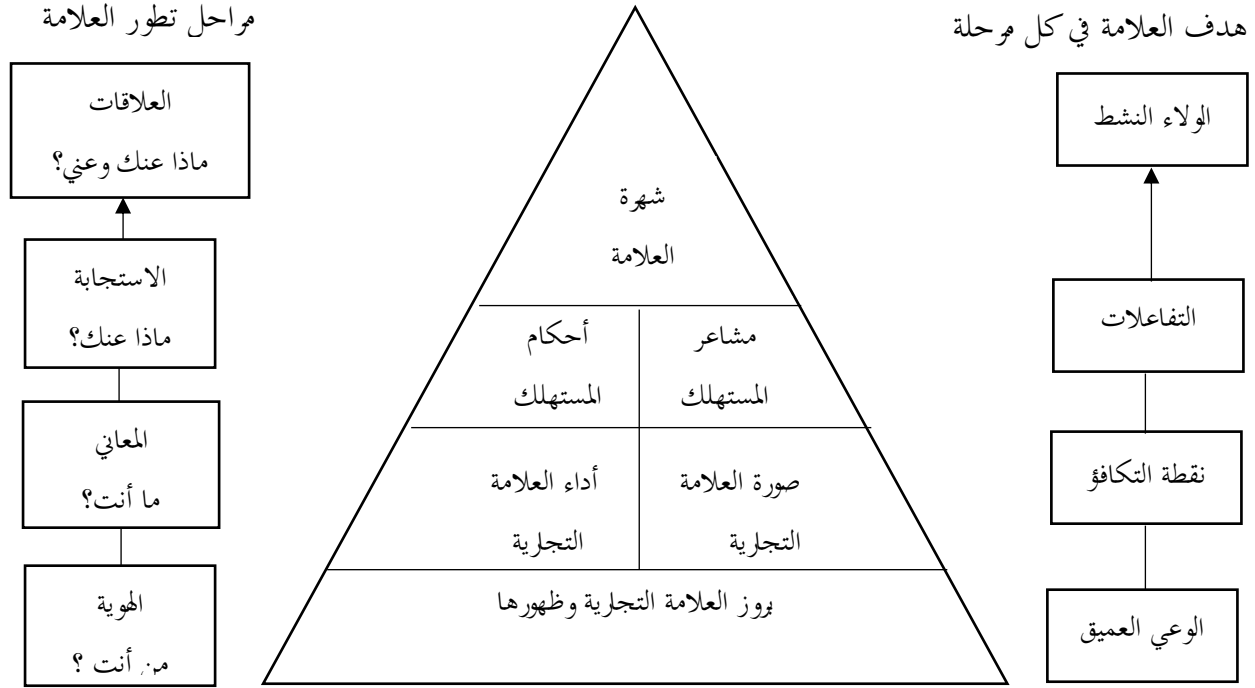 هدف العلامة في كل مرحلة
مراحل تطور العلامة
الولاء النشط
التفاعلات
نقطة التكافؤ
الوعي العميق
شهرة
العلامة
مشاعر
المستهلك
أحكام
المستهلك
صورة العلامة
التجارية
أداء العلامة
التجارية
بروز العلامة التجارية وظهورها
العلاقات
ماذا عنك وعني؟
الاستجابة
ماذا عنك؟
المعاني
ما أنت؟
الهوية
من أنت ؟